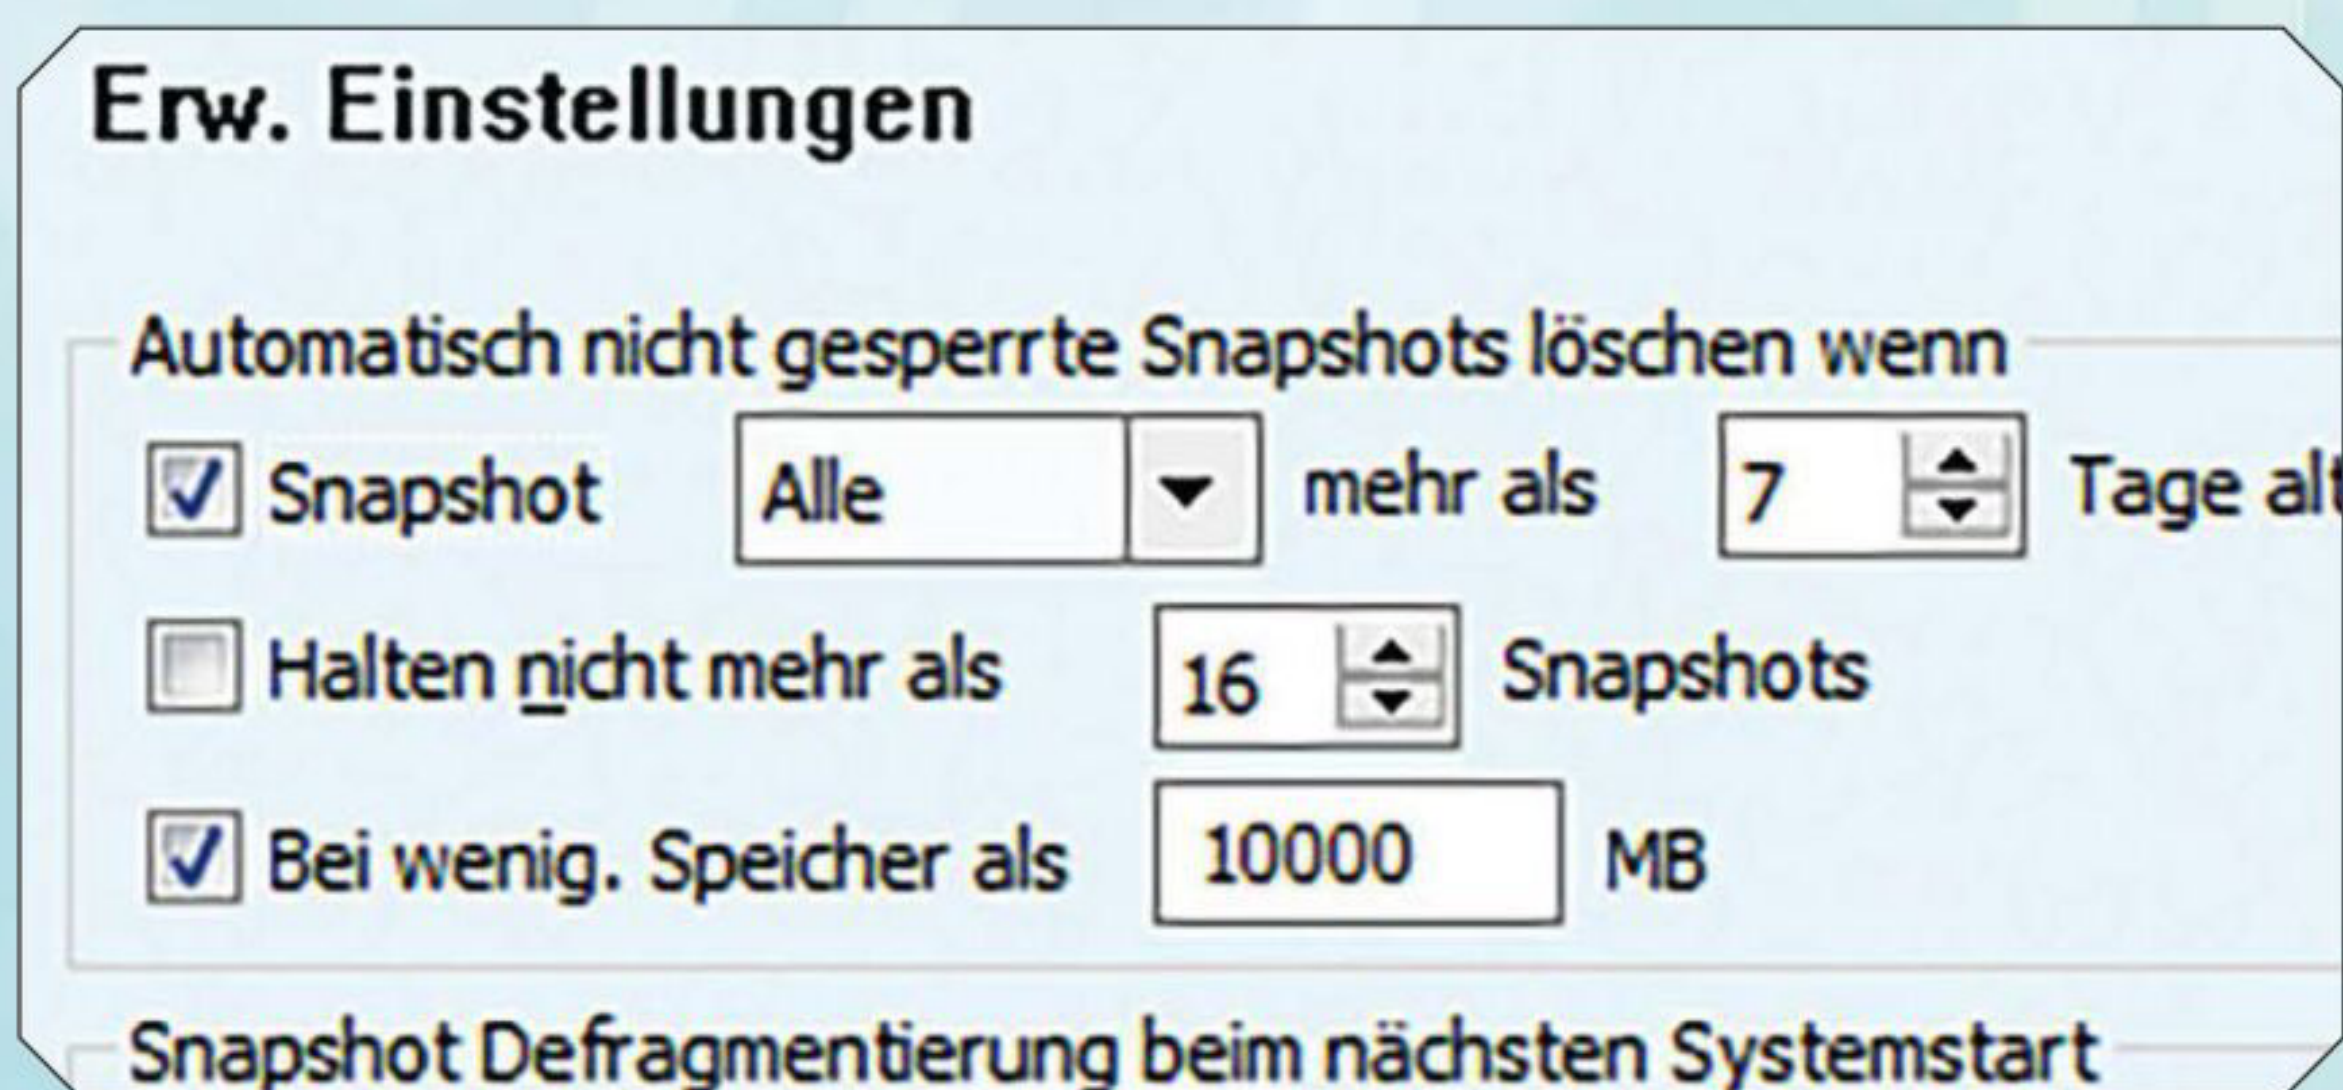 Erw. Einstellungen
Automatisch nicht gesperrte Snapshots löschen wenn
Snapshot Alle mehr als 7 Tage alt
Halten nicht mehr als 16 Snapshots
Bei wenig. Speicher als 10000 MB
Snapshot Defragmentierung beim nächsten Systemstart